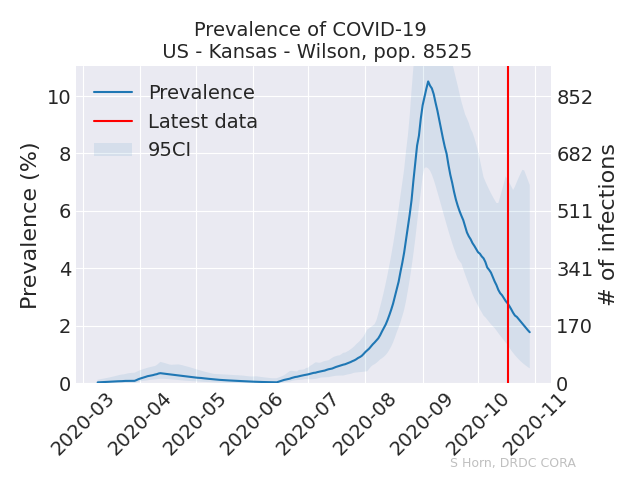 Prevalence of COVID-19
US - Kansas - Wilson, pop. 8525
Prevalence
Latest data
95CI
Prevalence (%)
10
8
6
4
2
0
852
682
511
341
170
0
# of infections
2020-03
2020-04
2020-05
2020-06
2020-07
2020-08
2020-09
2020-10
2020-11
S Horn, DRDC CORA